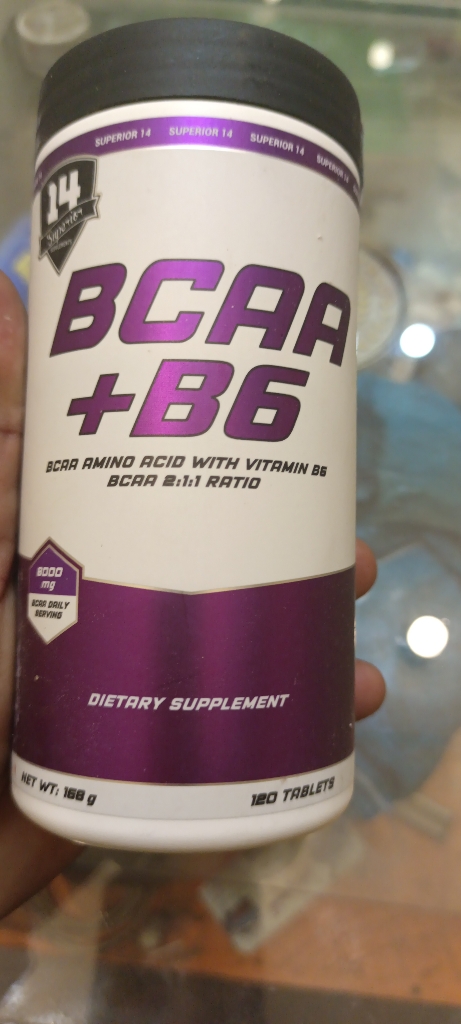 SUPERIOR 14 SUPERIOR 14 SUPERIOR 14 SUPERIOR 14
14
Superior
BCAA
+B6
BCAA AMINO ACID WITH VITAMIN B6
BCAA 2:1:1 RATIO
mg
BCAA DAILY
SERVING
DIETARY SUPPLEMENT
NET WT: 168 g
120 TABLETS